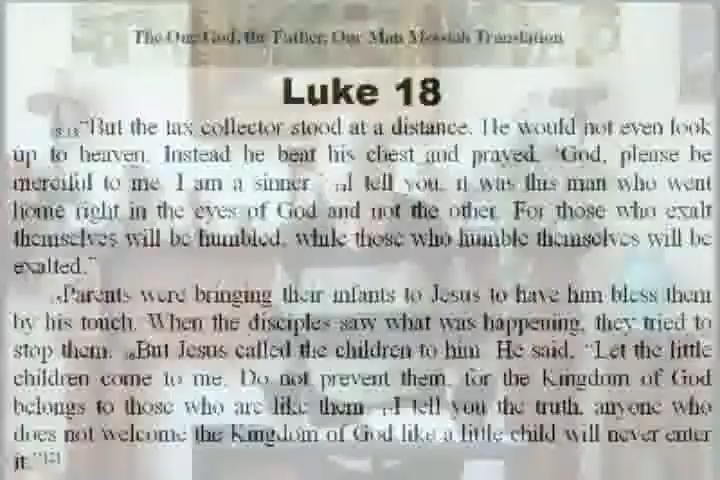 The One God, the Father, Our Man Messiah Translation
Luke 18
18:13“But the tax collector stood at a distance. He would not even look
up to heaven. Instead he beat his chest and prayed, ‘God, please be
merciful to me. I am a sinner. 14I tell you, it was this man who went
home right in the eyes of God and not the other. For those who exalt
themselves will be humbled, while those who humble themselves will be
exalted.”
15Parents were bringing their infants to Jesus to have him bless them
by his touch. When the disciples saw what was happening, they tried to
stop them. 16But Jesus called the children to him. He said, “Let the little
children come to me. Do not prevent them, for the Kingdom of God
belongs to those who are like them. 17I tell you the truth, anyone who
does not welcome the Kingdom of God like a little child will never enter
it.”